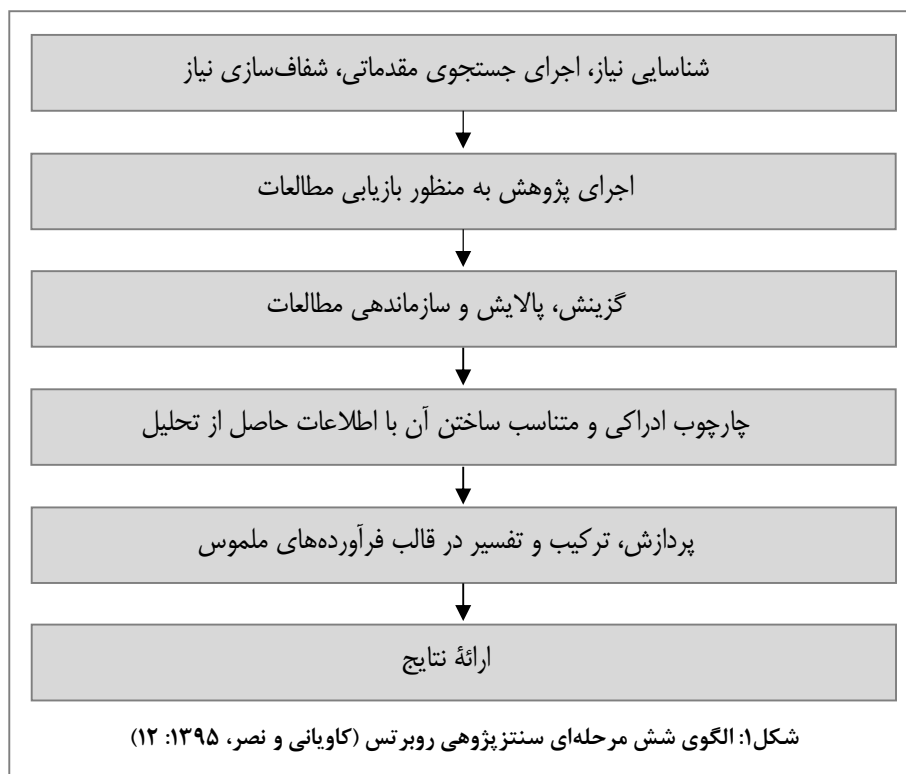 شناسایی نیاز، اجرای جستجوی مقدماتی، شفاف‌سازی نیاز
اجرای پژوهش به منظور بازیابی مطالعات
گزینش، پالایش و سازماندهی مطالعات
چارچوب ادراکی و متناسب ساختن آن با اطلاعات حاصل از تحلیل
پردازش، ترکیب و تفسیر در قالب فرآورده‌های ملموس
ارائۀ نتایج
شکل۱: الگوی شش مرحله‌ای سنتزپژوهی روبرتس (کاویانی و نصر، ۱۳۹۵: ۱۲)